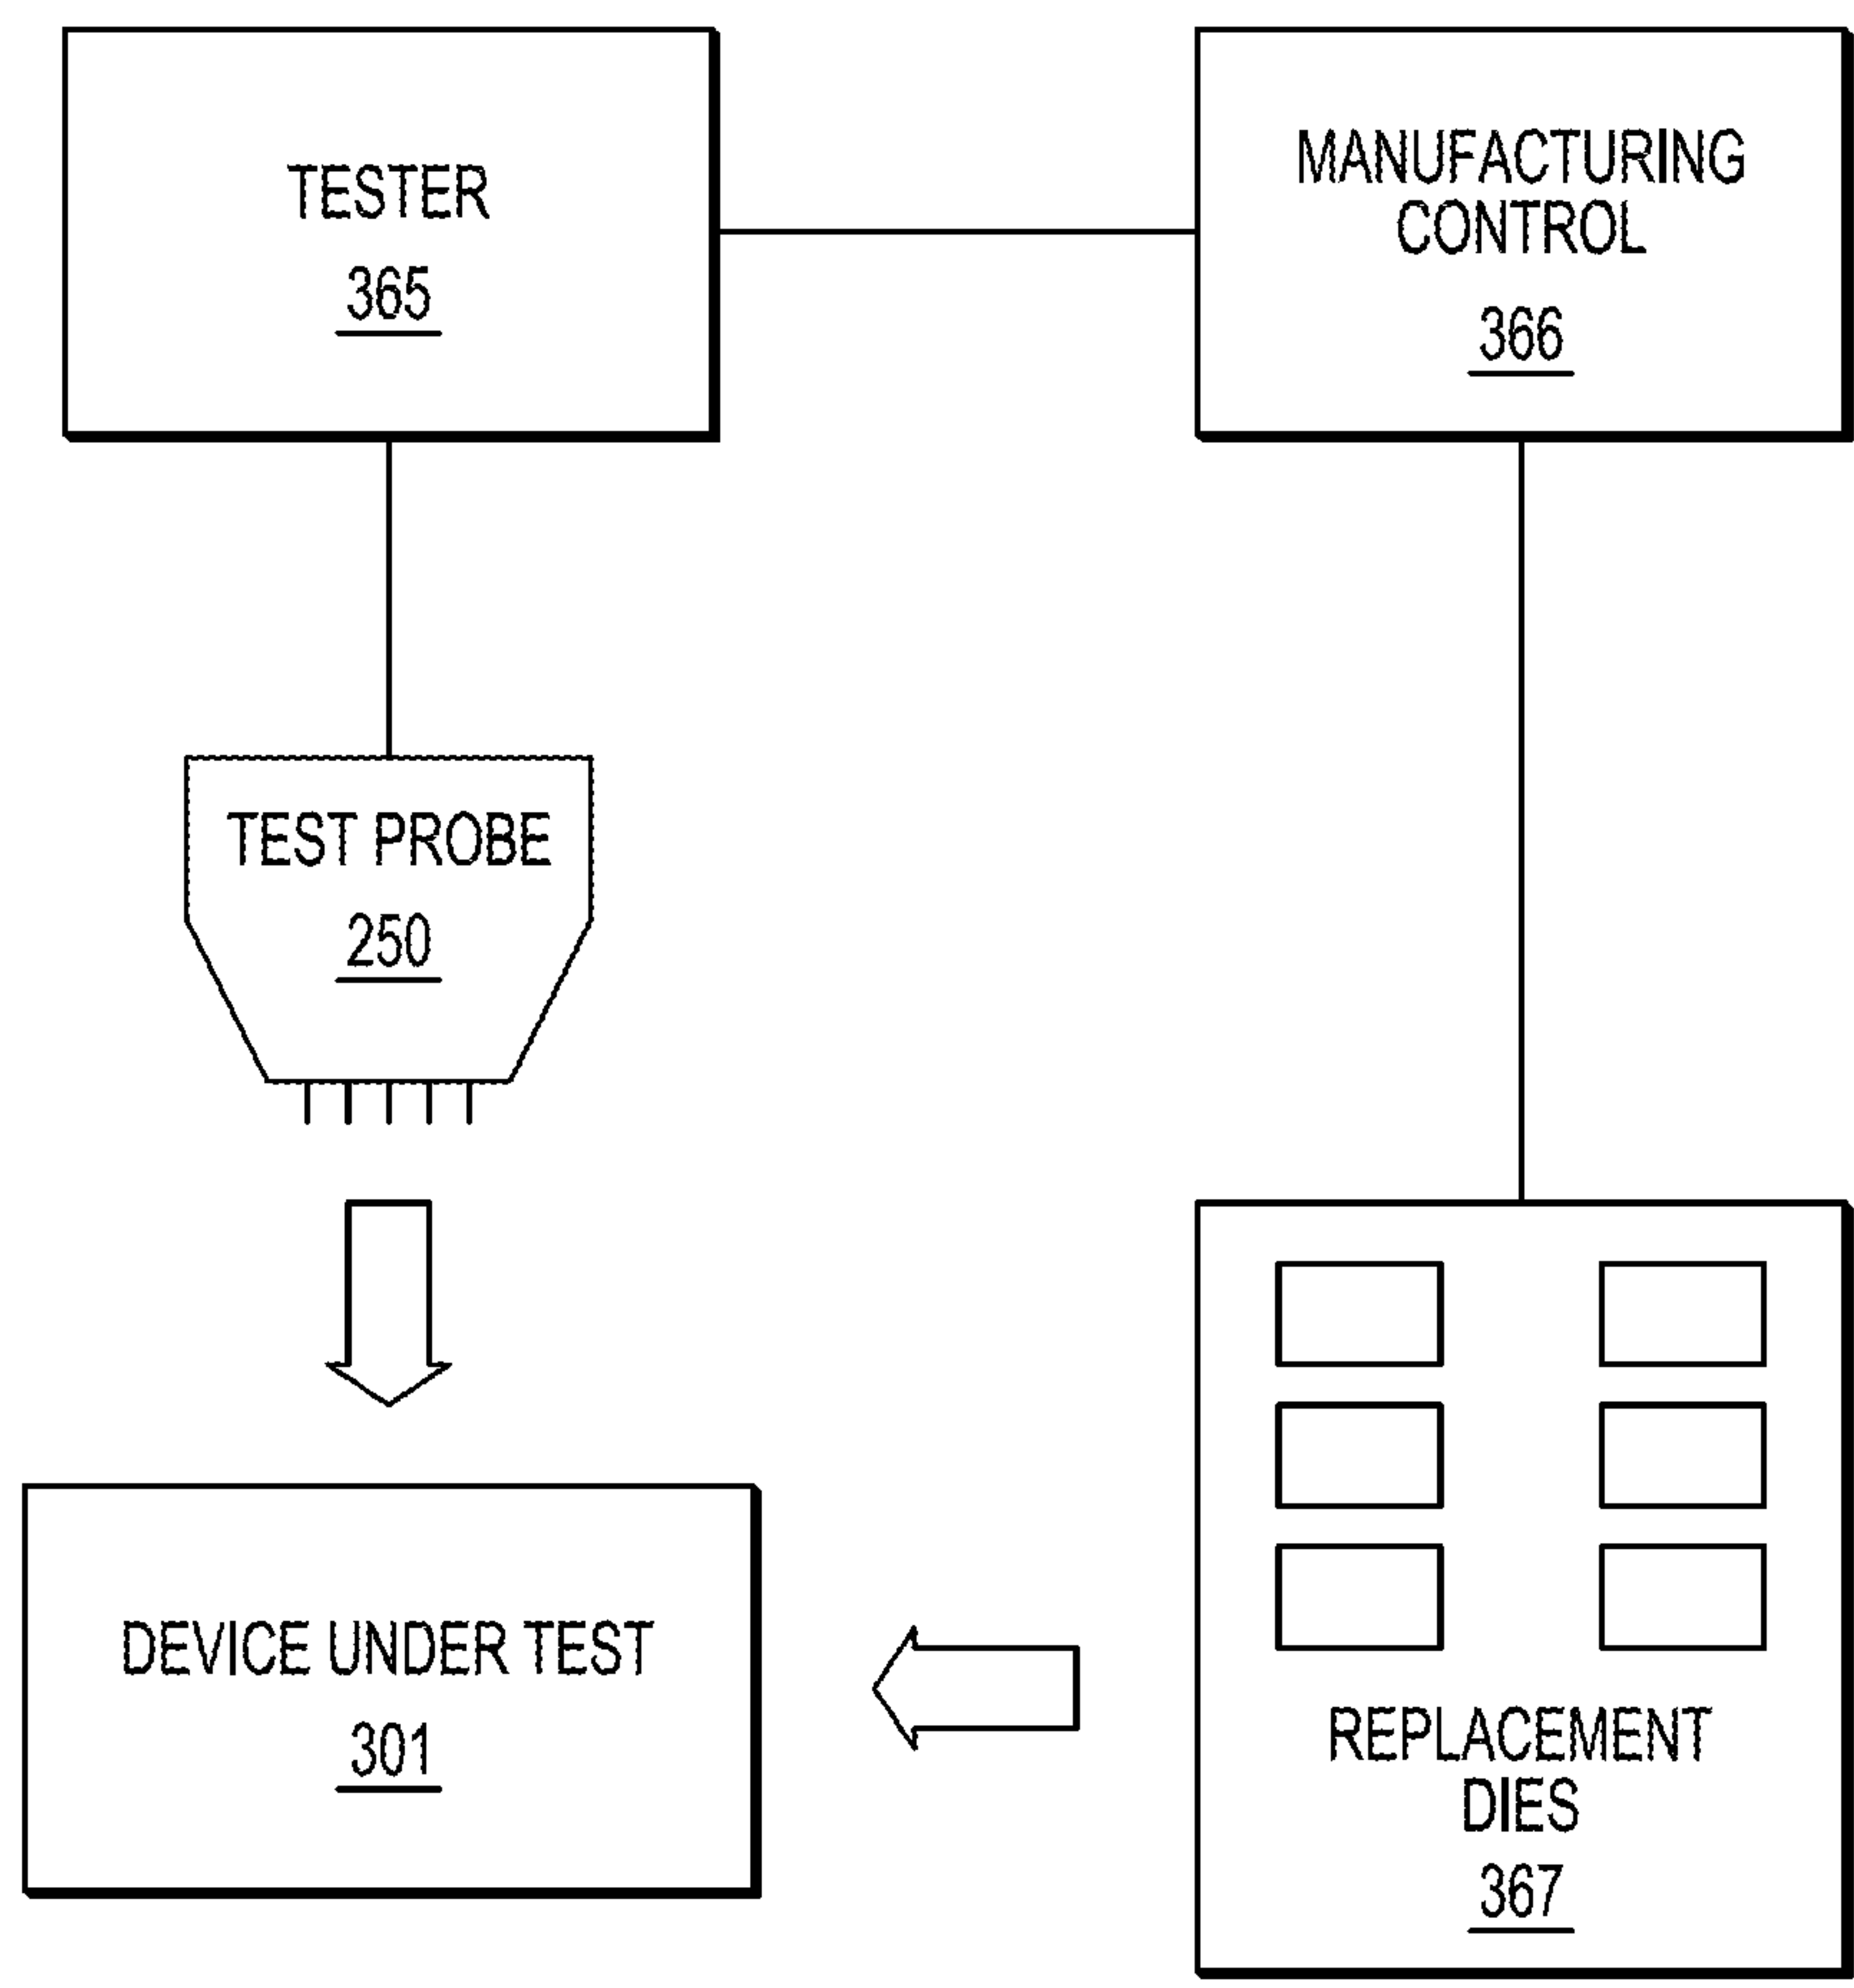 TESTER
365
MANUFACTURING
CONTROL
366
TEST PROBE
250
DEVICE UNDER TEST
301
REPLACEMENT
DIES
367